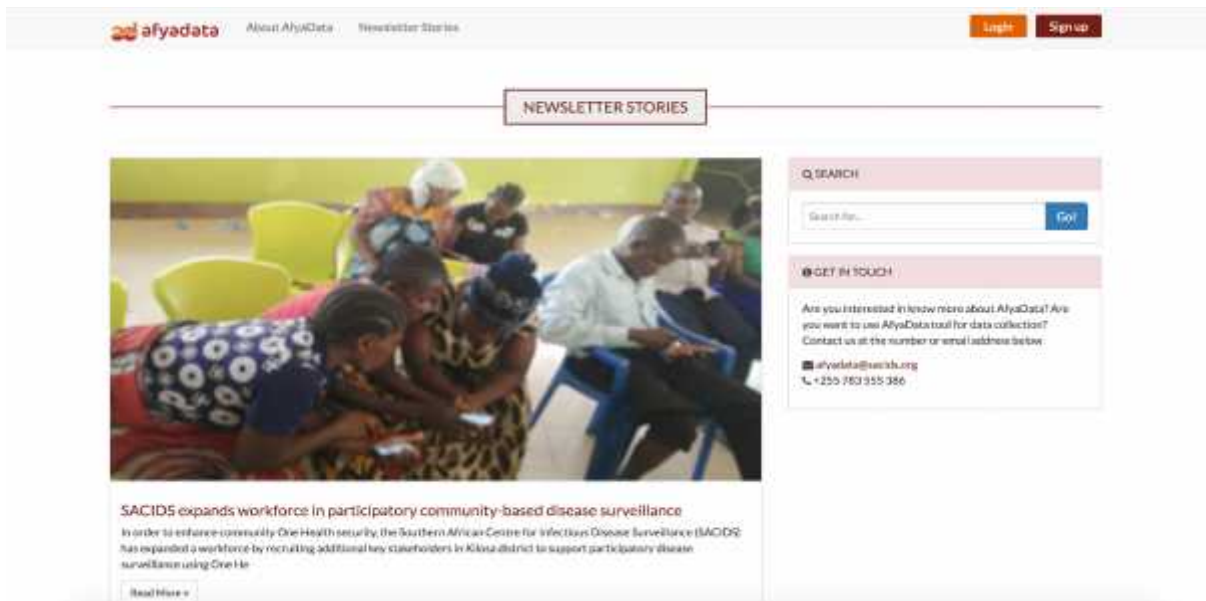 afyadata About AfyaData Newsletter Stories Login Sign up
NEWSLETTER STORIES
SEARCH
Search for... Go!
GET IN TOUCH
Are you interested in know more about AfyaData? Are
you want to use AfyaData tool for data collection?
Contact us at the number or email address below
afyadata@sacids.org
+255 783 555 386
SACIDS expands workforce in participatory community-based disease surveillance
In order to enhance community One Health security, the Southern African Centre for Infectious Disease Surveillance (SACIDS)
has expanded a workforce by recruiting additional key stakeholders in Kilosa district to support participatory disease
surveillance using One He
Read More »